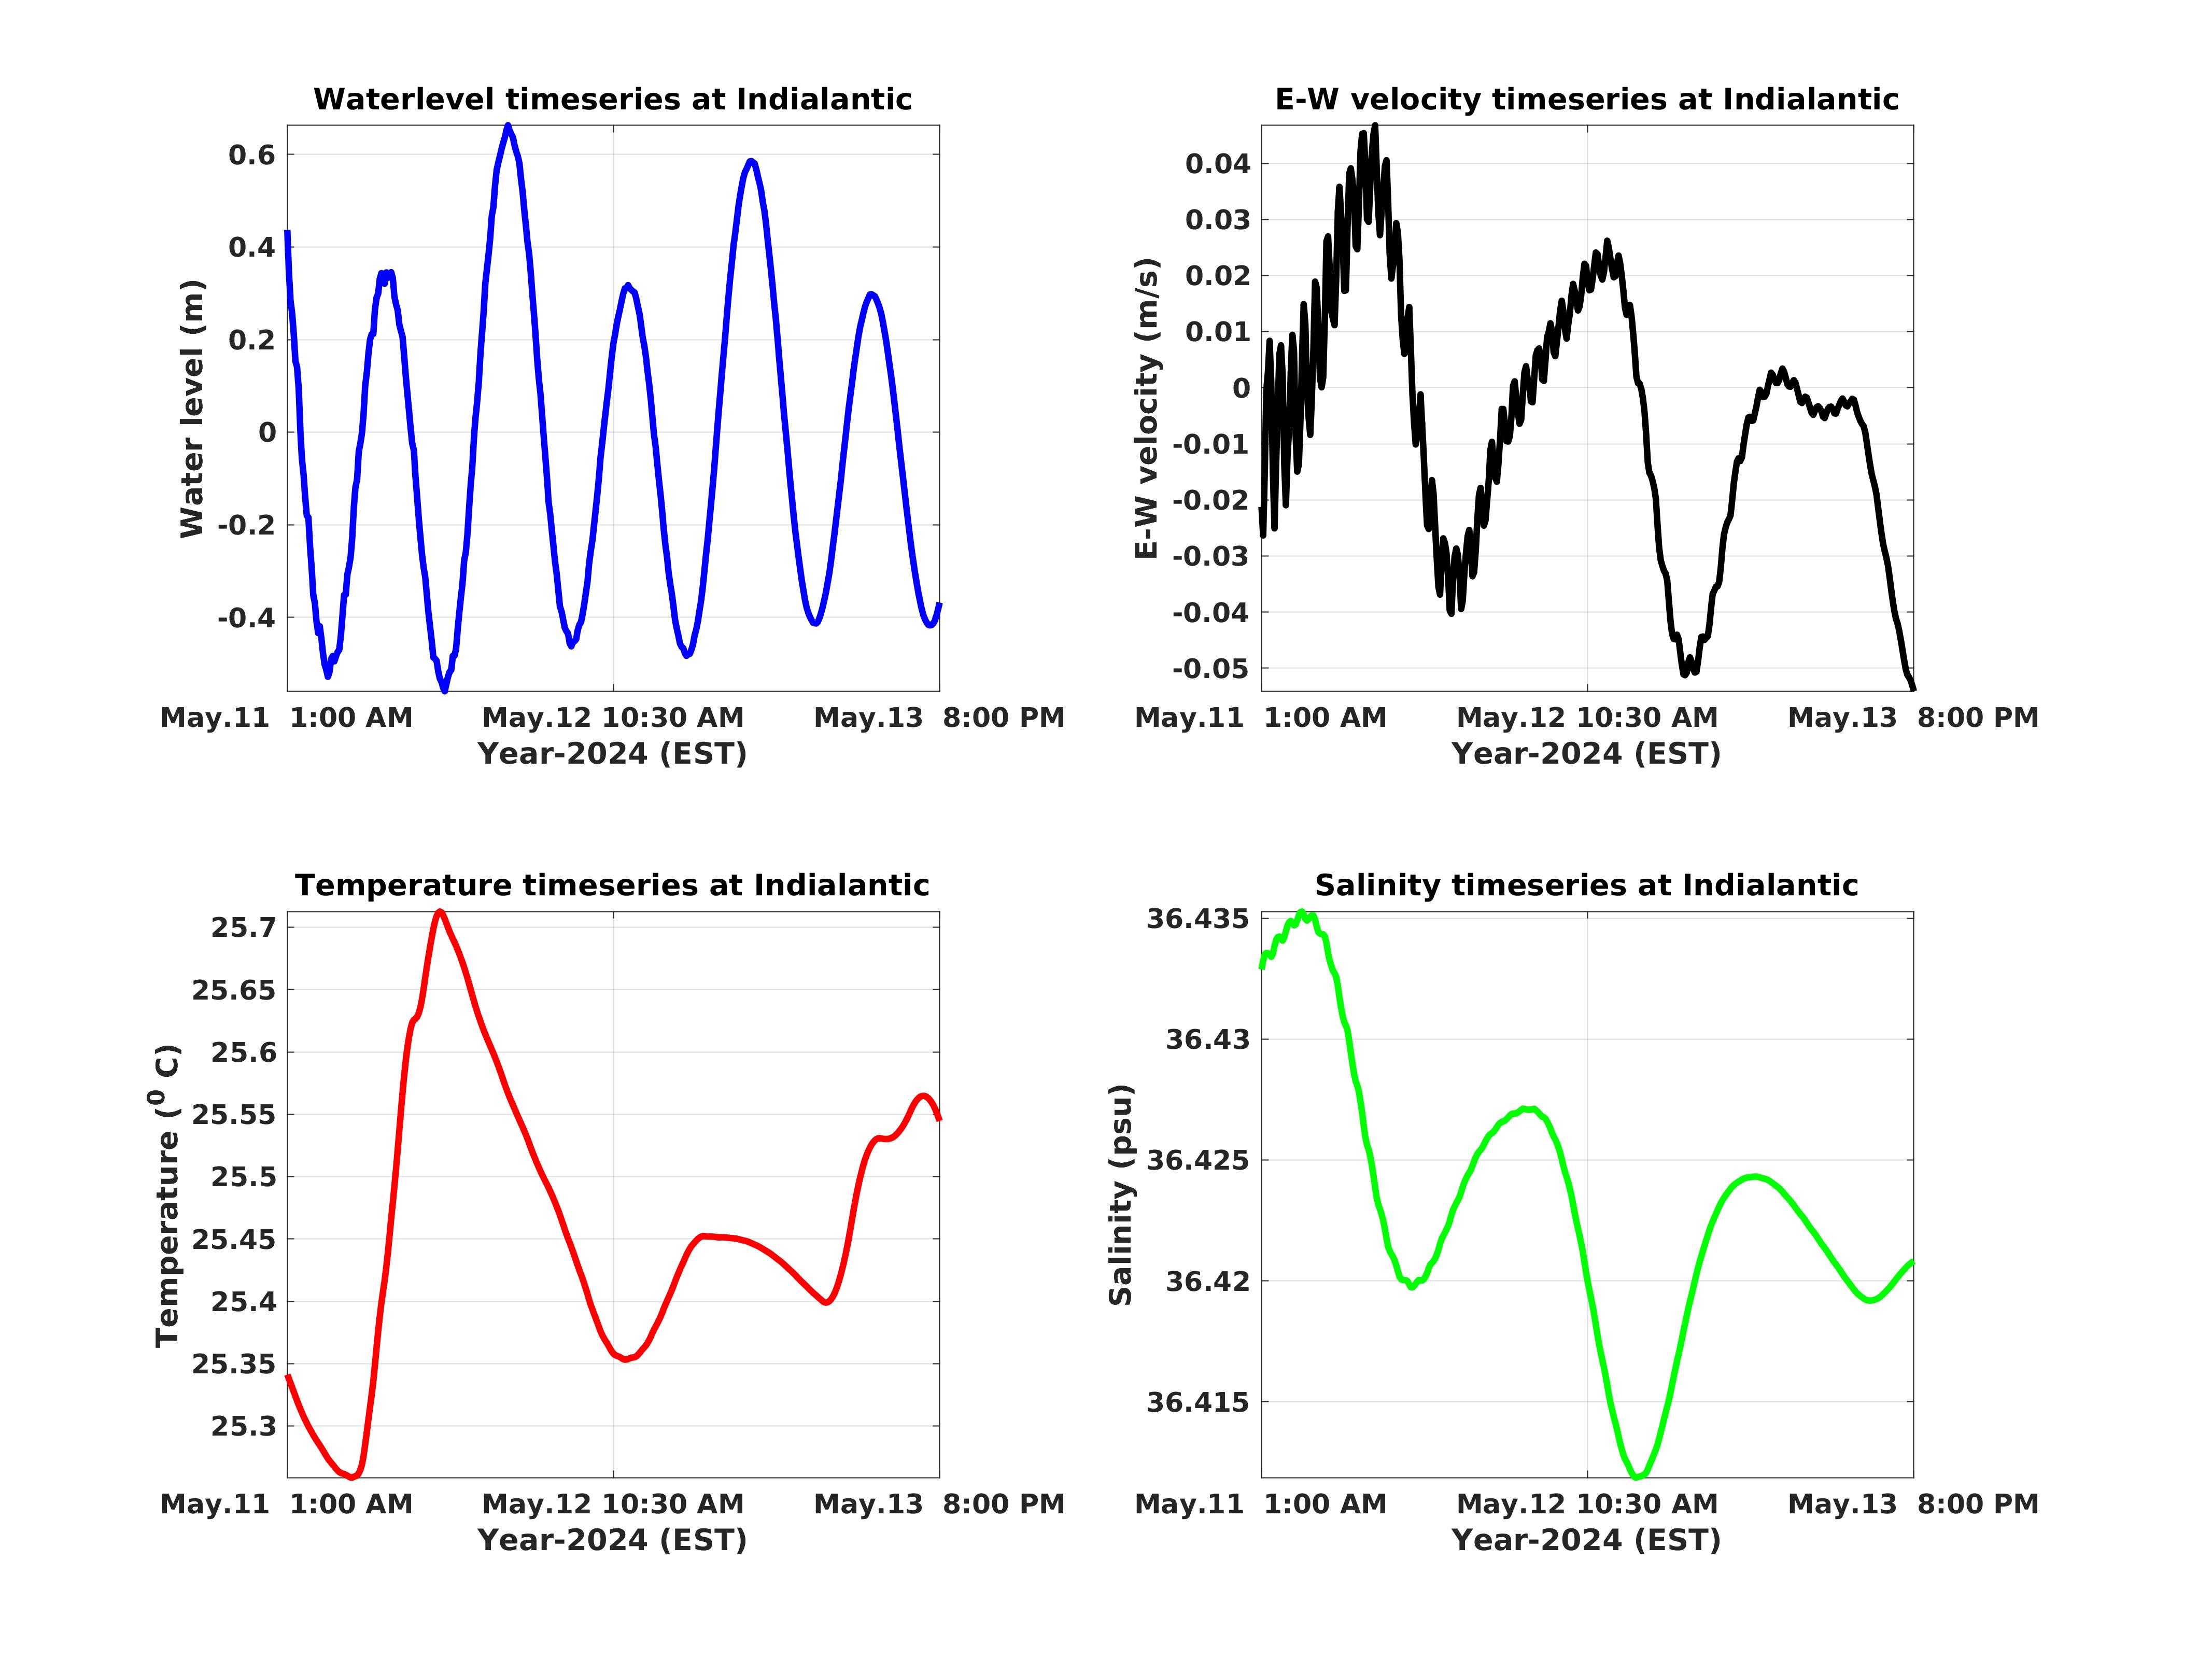 Waterlevel timeseries at Indialantic
0.6
0.4
0.2
0
-0.2
-0.4
Water level (m)
May.11  1:00 AM
May.12 10:30 AM
May.13  8:00 PM
Year-2024 (EST)
E-W velocity timeseries at Indialantic
0.04
0.03
0.02
0.01
0
-0.01
-0.02
-0.03
-0.04
-0.05
E-W velocity (m/s)
May.11  1:00 AM
May.12 10:30 AM
May.13  8:00 PM
Year-2024 (EST)
Temperature timeseries at Indialantic
25.7
25.65
25.6
25.55
25.5
25.45
25.4
25.35
25.3
Temperature (⁰ C)
May.11  1:00 AM
May.12 10:30 AM
May.13  8:00 PM
Year-2024 (EST)
Salinity timeseries at Indialantic
36.435
36.43
36.425
36.42
36.415
Salinity (psu)
May.11  1:00 AM
May.12 10:30 AM
May.13  8:00 PM
Year-2024 (EST)